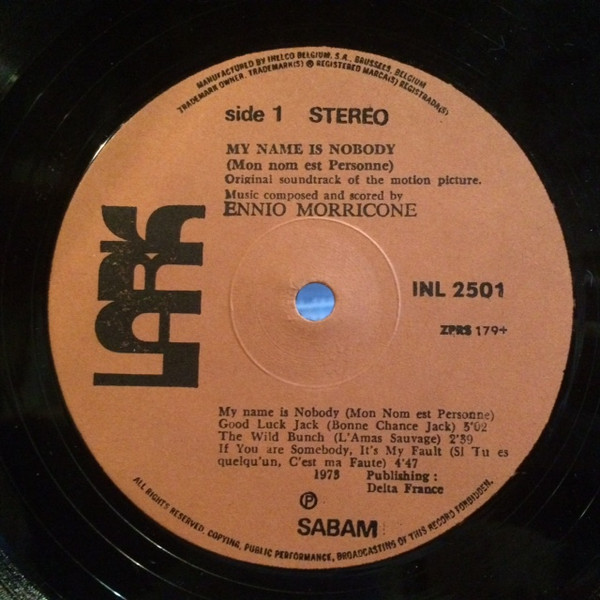 MANUFACTURED BY INELCO BELGIUM, S.A., BRUSSELS, BELGIUM
TRADEMARK OWNER, TRADEMARK(S) ® REGISTERED MARCA(S) REGISTRADA(S)
side 1 STEREO
MY NAME IS NOBODY
(Mon nom est Personne)
Original soundtrack of the motion picture.
Music composed and scored by
ENNIO MORRICONE
LARK
INL 2501
ZPRS 179+
My name is Nobody (Mon Nom est Personne)
Good Luck Jack (Bonne Chance Jack) 3'02
The Wild Bunch (L'Amas Sauvage) 2'39
If You are Somebody, It's My Fault (Si Tu es
quelqu'un, C'est ma Faute) 4'47
1973 Publishing :
Delta France
℗
SABAM
ALL RIGHTS RESERVED. COPYING, PUBLIC PERFORMANCE, BROADCASTING OF THIS RECORD FORBIDDEN.